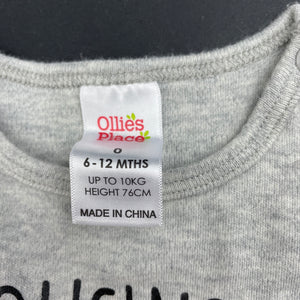 Ollie's
Place
0
6-12 MTHS
UP TO 10KG
HEIGHT 76CM
MADE IN CHINA